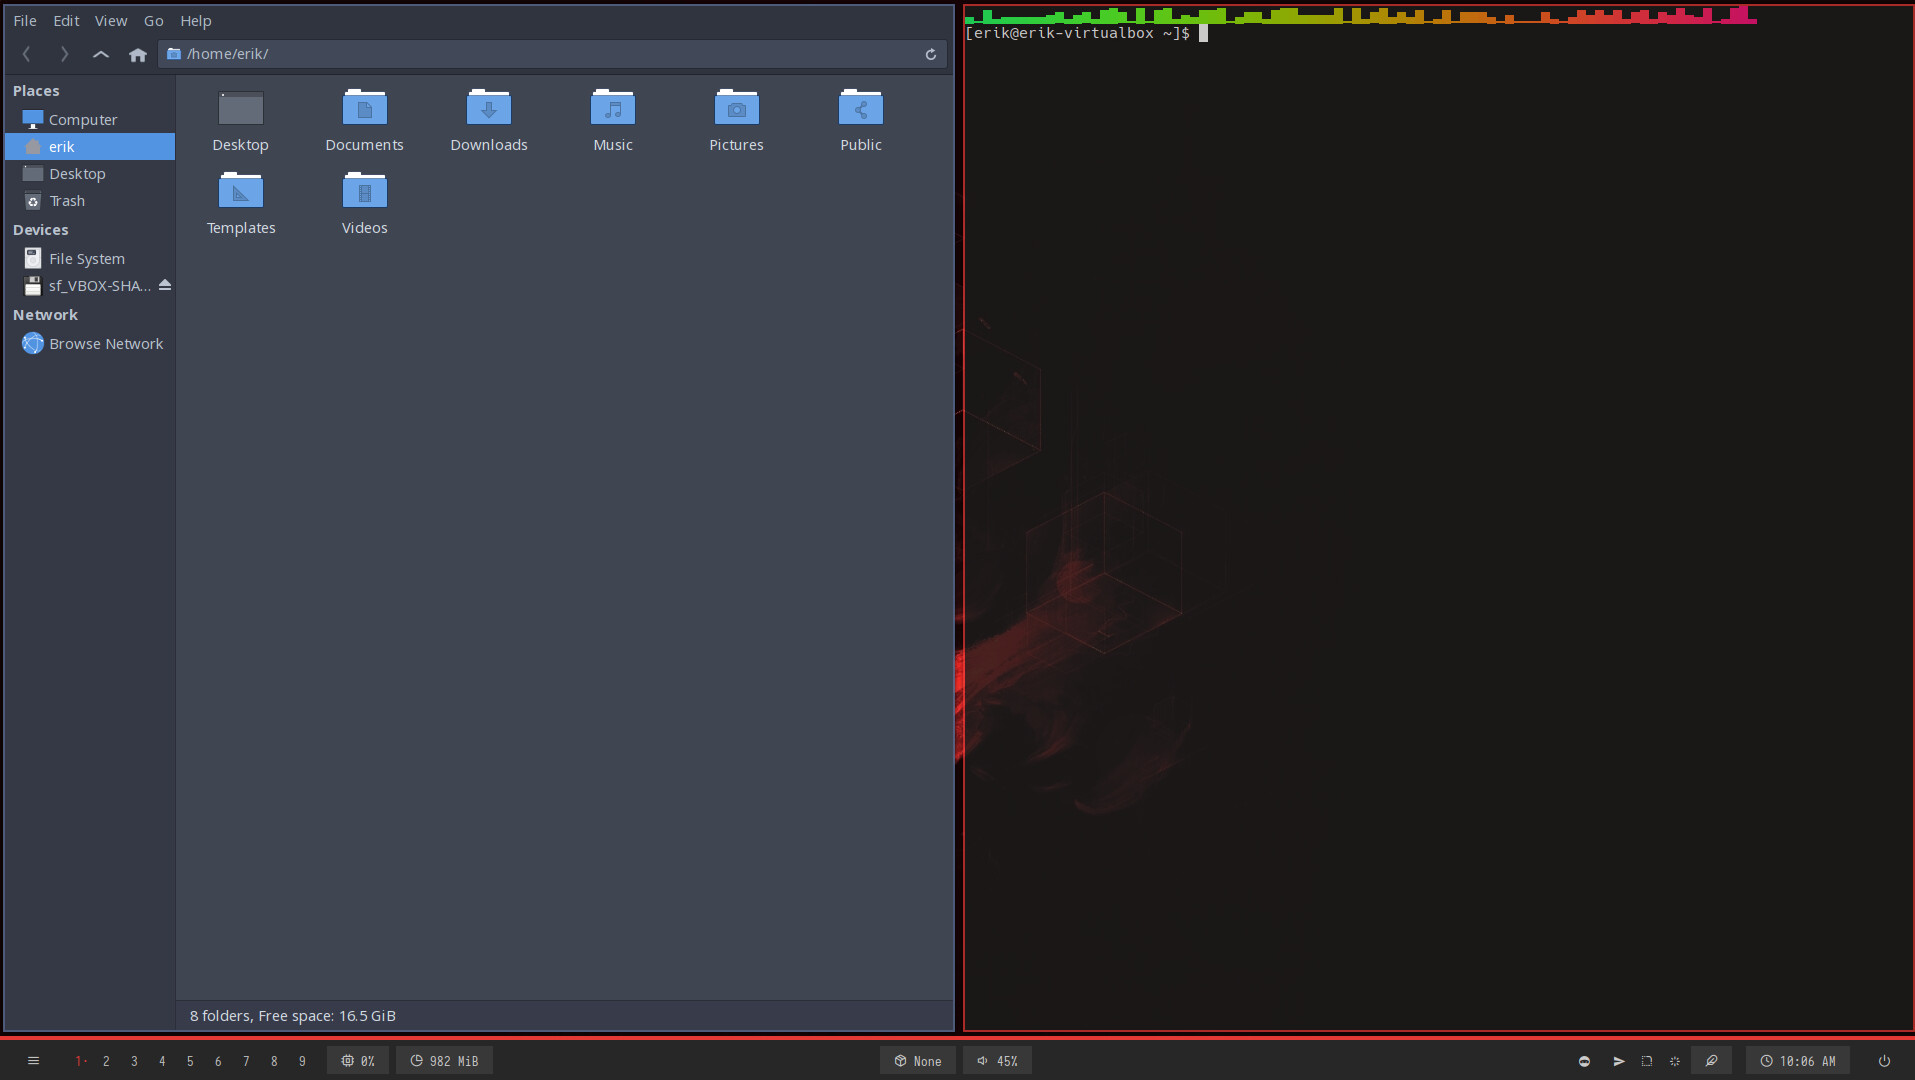 File Edit View Go Help
/home/erik/
Places
Computer
erik
Desktop
Trash
Devices
File System
sf_VBOX-SHA...
Network
Browse Network
Desktop Documents Downloads Music Pictures Public
Templates Videos
8 folders, Free space: 16.5 GiB
[erik@erik-virtualbox ~]$
1 2 3 4 5 6 7 8 9 0% 982 MiB None 45% 10:06 AM